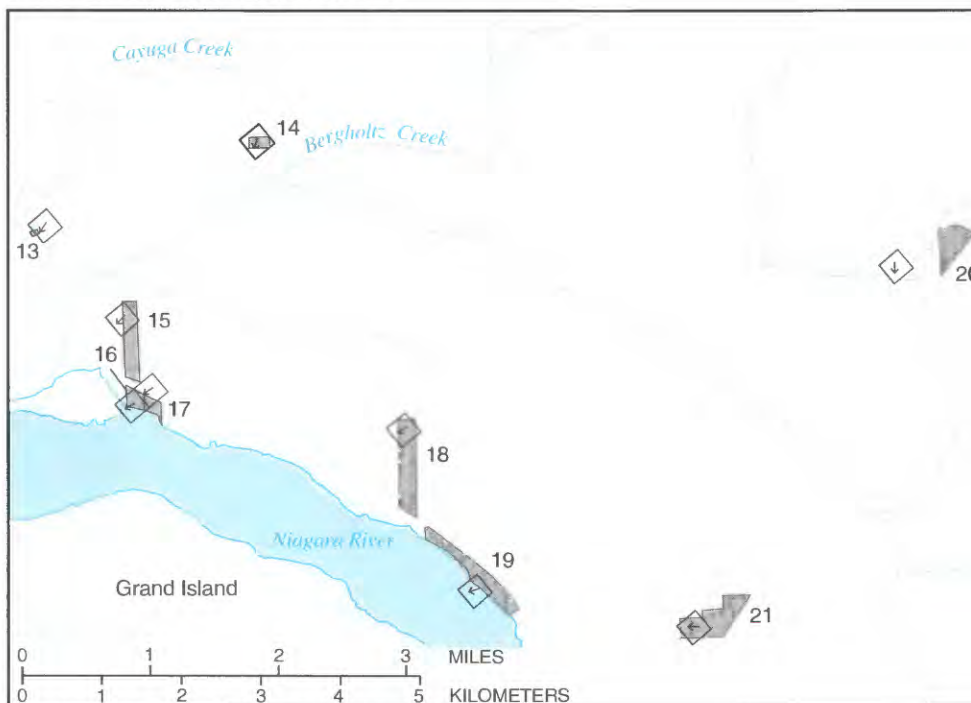 Cayuga Creek
14
Bergholtz Creek
13
20
15
16
17
18
Niagara River
19
Grand Island
21
0 1 2 3 MILES
0 1 2 3 4 5 KILOMETERS